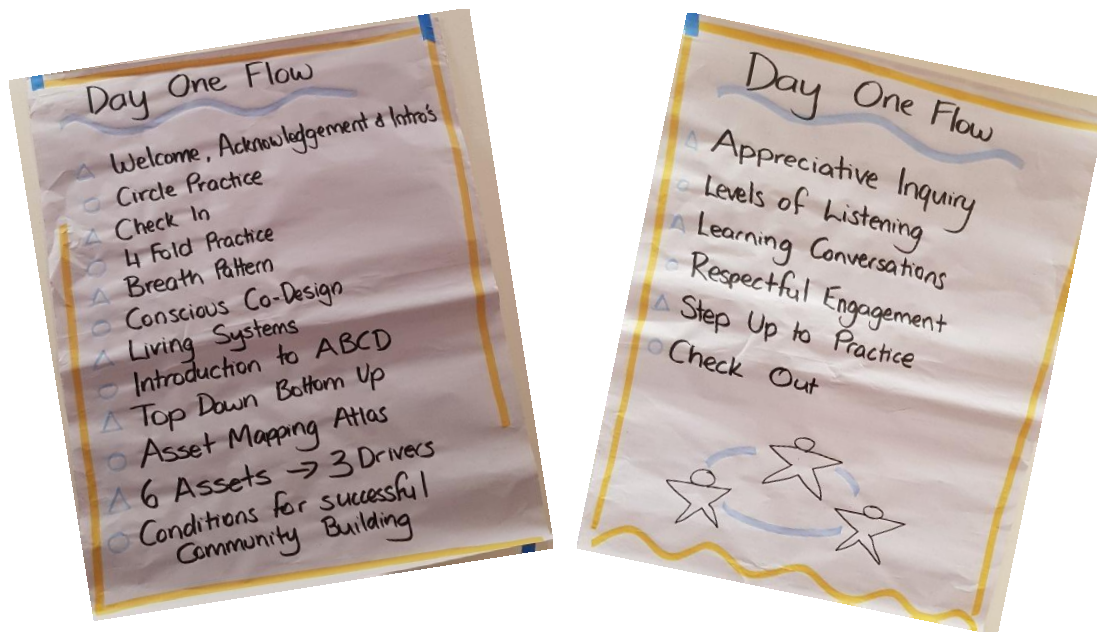 Day One Flow
Welcome, Acknowledgement & Intro's
Circle Practice
Check In
4 Fold Practice
Breath Pattern
Conscious Co-Design
Living Systems
Introduction to ABCD
Top Down Bottom Up
Asset Mapping Atlas
6 Assets → 3 Drivers
Conditions for successful
Community Building
Day One Flow
Appreciative Inquiry
Levels of Listening
Learning Conversations
Respectful Engagement
Step Up to Practice
Check Out